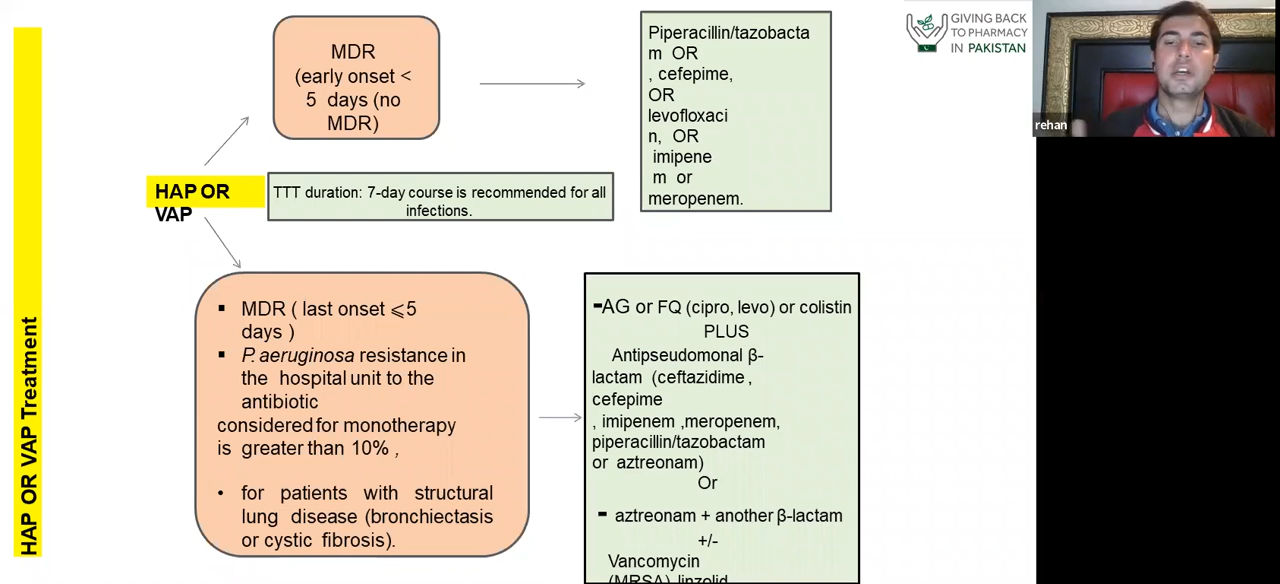 HAP OR VAP Treatment
MDR
(early onset <
5 days (no
MDR)
Piperacillin/tazobacta
m OR
, cefepime,
OR
levofloxaci
n, OR
imipene
m or
meropenem.
GIVING BACK
TO PHARMACY
IN PAKISTAN
rehan
HAP OR
VAP
TTT duration: 7-day course is recommended for all
infections.
▪ MDR ( last onset ⩽5
days )
▪ P. aeruginosa resistance in
the hospital unit to the
antibiotic
considered for monotherapy
is greater than 10% ,
• for patients with structural
lung disease (bronchiectasis
or cystic fibrosis).
-AG or FQ (cipro, levo) or colistin
PLUS
Antipseudomonal β-
lactam (ceftazidime ,
cefepime
, imipenem ,meropenem,
piperacillin/tazobactam
or aztreonam)
Or
- aztreonam + another β-lactam
+/-
Vancomycin
(MRSA) linzolid